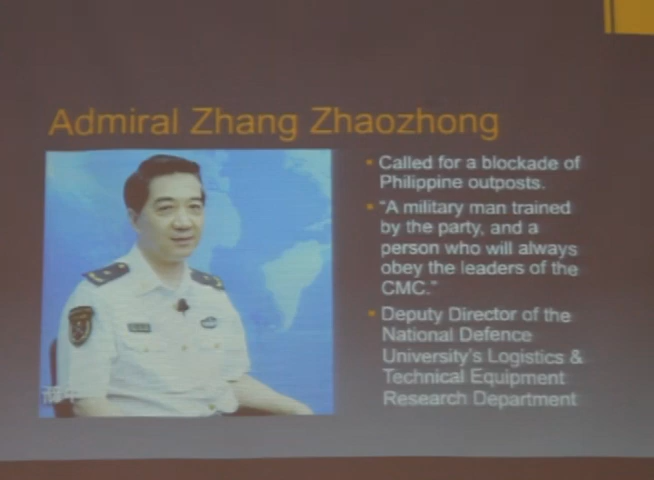 Admiral Zhang Zhaozhong
Called for a blockade of
Philippine outposts.
“A military man trained
by the party, and a
person who will always
obey the leaders of the
CMC.”
Deputy Director of the
National Defence
University’s Logistics &
Technical Equipment
Research Department